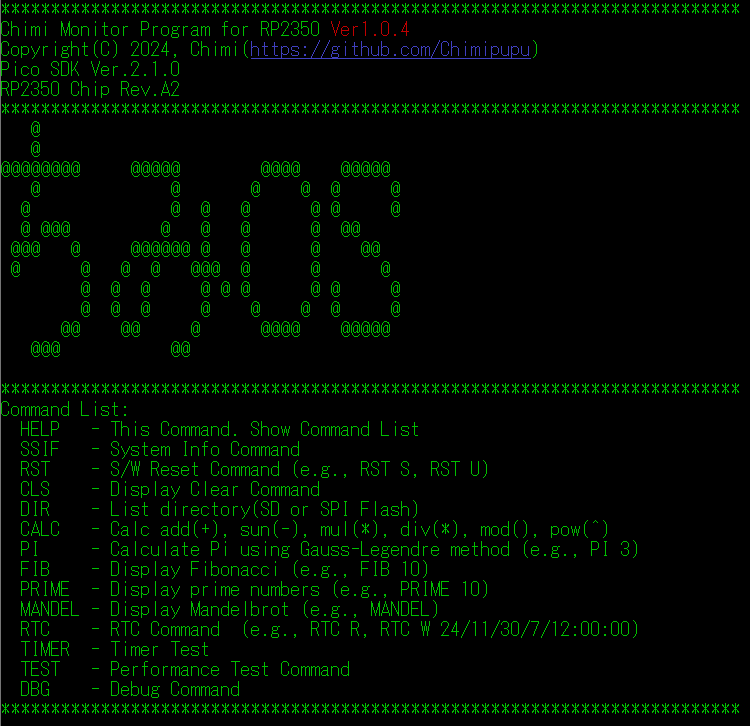 **************************************************************************
Chimi Monitor Program for RP2350 Ver1.0.4
Copyright(C) 2024, Chimi(https://github.com/Chimipupu)
Pico SDK Ver.2.1.0
RP2350 Chip Rev.A2
**************************************************************************
ちみOS
**************************************************************************
Command List:
HELP - This Command. Show Command List
SSIF - System Info Command
RST - S/W Reset Command (e.g., RST S, RST U)
CLS - Display Clear Command
DIR - List directory(SD or SPI Flash)
CALC - Calc add(+), sun(-), mul(*), div(*), mod(), pow(^)
PI - Calculate Pi using Gauss-Legendre method (e.g., PI 3)
FIB - Display Fibonacci (e.g., FIB 10)
PRIME - Display prime numbers (e.g., PRIME 10)
MANDEL - Display Mandelbrot (e.g., MANDEL)
RTC - RTC Command (e.g., RTC R, RTC W 24/11/30/7/12:00:00)
TIMER - Timer Test
TEST - Performance Test Command
DBG - Debug Command
**************************************************************************